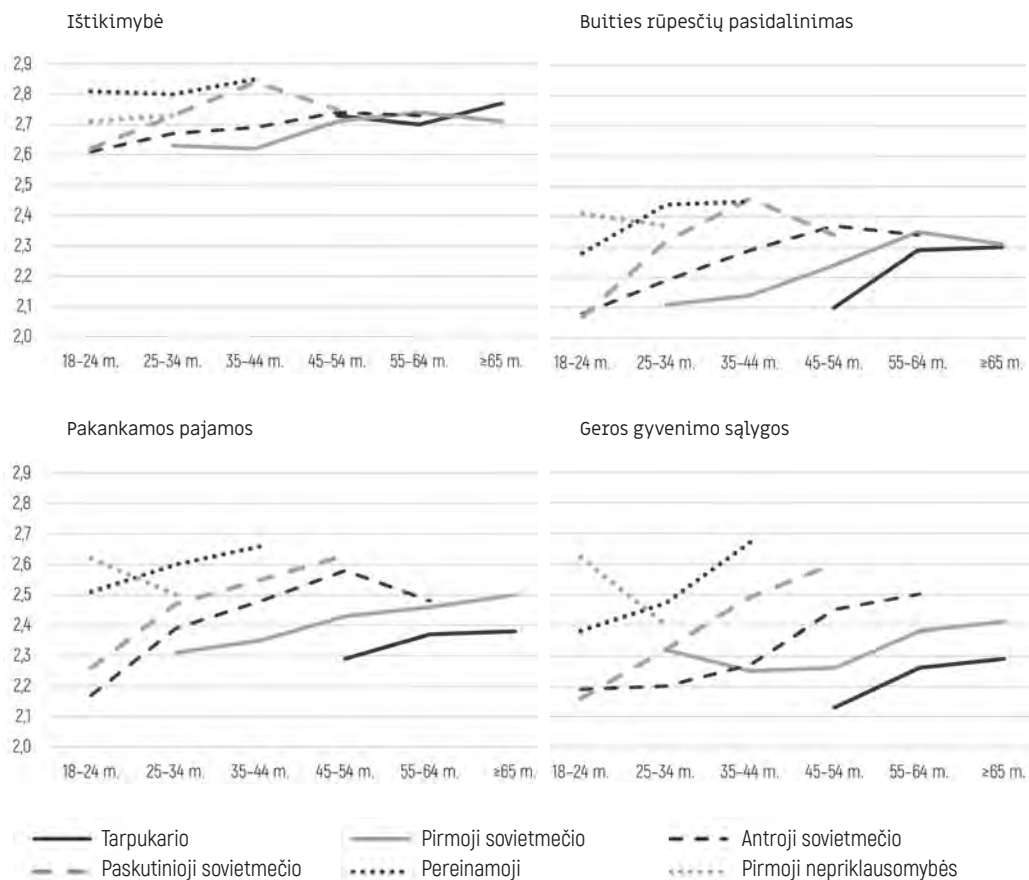 Ištikimybė
Buities rūpesčių pasidalinimas
2,9
2,8
2,7
2,6
2,5
2,4
2,3
2,2
2,1
2,0
18–24 m. 25–34 m. 35–44 m. 45–54 m. 55–64 m. ≥65 m.
18–24 m. 25–34 m. 35–44 m. 45–54 m. 55–64 m. ≥65 m.
Pakankamos pajamos
Geros gyvenimo sąlygos
2,9
2,8
2,7
2,6
2,5
2,4
2,3
2,2
2,1
2,0
18–24 m. 25–34 m. 35–44 m. 45–54 m. 55–64 m. ≥65 m.
18–24 m. 25–34 m. 35–44 m. 45–54 m. 55–64 m. ≥65 m.
Tarpukario Pirmoji sovietmečio Antroji sovietmečio
Paskutinioji sovietmečio Pereinamoji Pirmoji nepriklausomybės